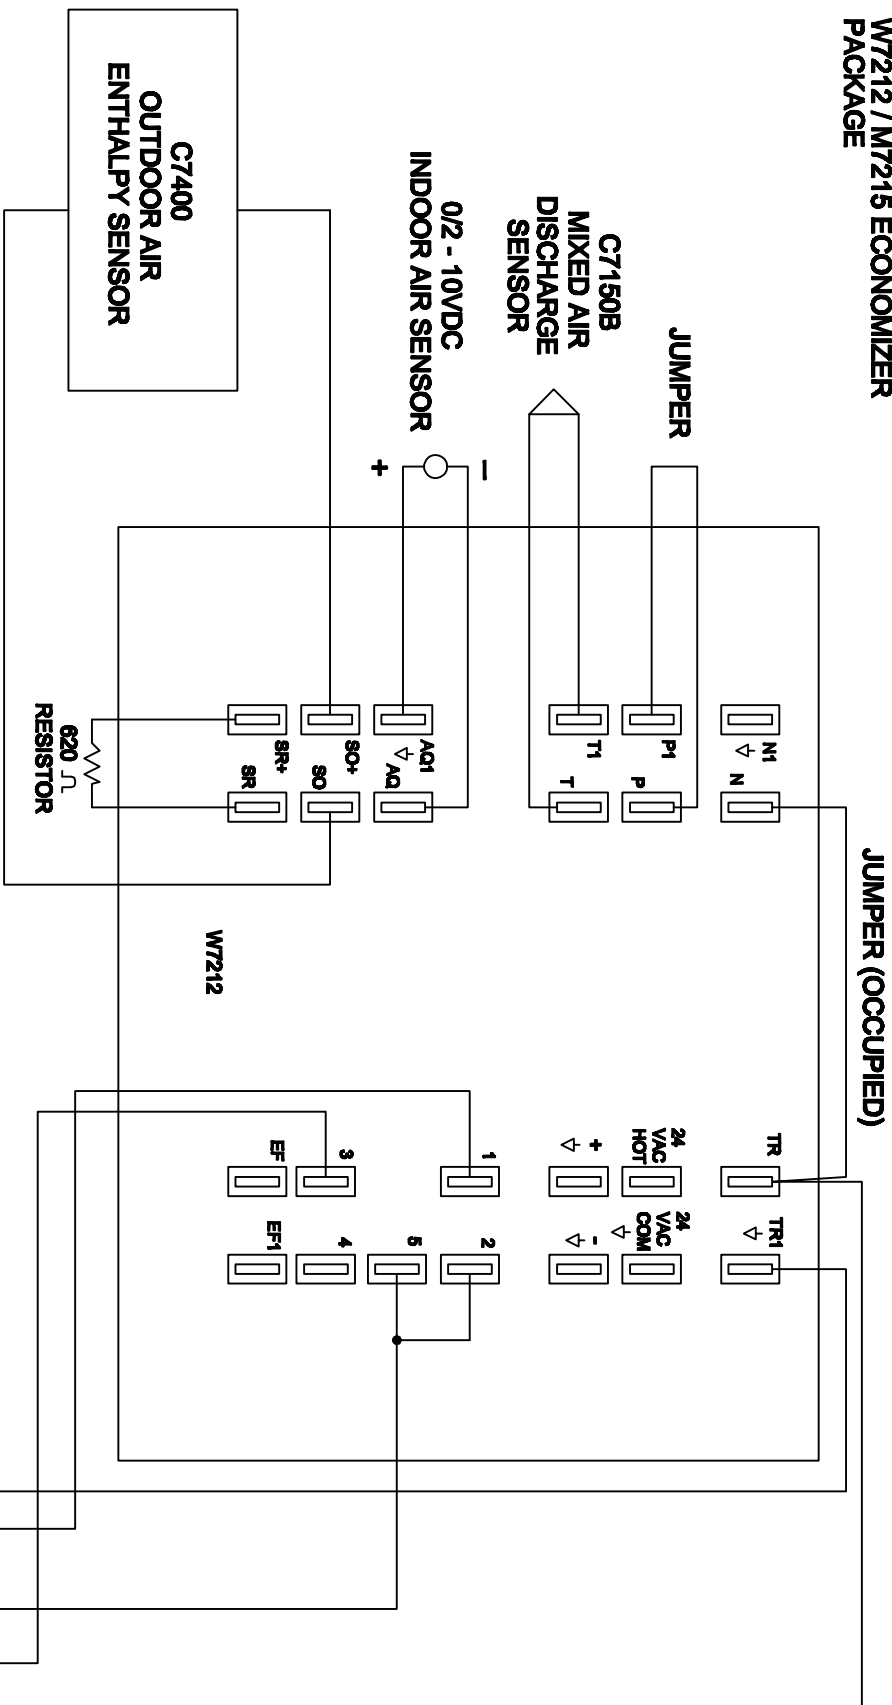 W7212 / M7215 ECONOMIZER
PACKAGE
JUMPER (OCCUPIED)
JUMPER
C7150B
MIXED AIR
DISCHARGE
SENSOR
0/2 - 10VDC
INDOOR AIR SENSOR
–
+
C7400
OUTDOOR AIR
ENTHALPY SENSOR
N1
N
P1
P
T1
T
AQ1
AQ
SO+
SO
SR+
SR
620
RESISTOR
W7212
TR
TR1
24
VAC
HOT
24
VAC
COM
+
-
1
2
5
3
4
EF
EF1